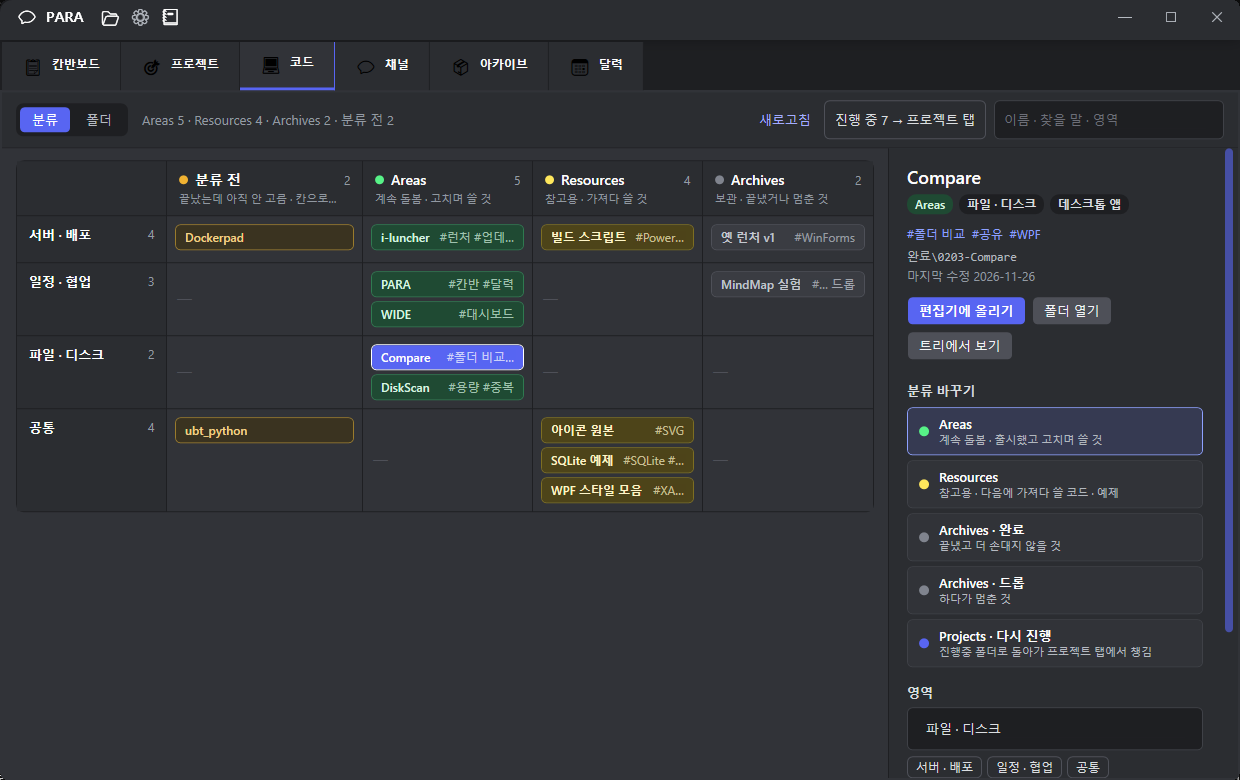 PARA
칸반보드 프로젝트 코드 채널 아카이브 달력
분류 폴더 Areas 5 · Resources 4 · Archives 2 · 분류 전 2 새로고침 진행 중 7 → 프로젝트 탭 이름 · 찾을 말 · 영역
분류 전 2 Areas 5 Resources 4 Archives 2
끝났는데 아직 안 고름 · 칸으로... 계속 돌봄 · 고치며 쓸 것 참고용 · 가져다 쓸 것 보관 · 끝냈거나 멈춘 것
서버 · 배포 4 Dockerpad i-luncher #런처 #업데... 빌드 스크립트 #Power... 옛 런처 v1 #WinForms
일정 · 협업 3 — PARA #칸반 #달력 — MindMap 실험 #... 드롭
WIDE #대시보드
파일 · 디스크 2 — Compare #폴더 비교... — —
DiskScan #용량 #중복
공통 4 ubt_python — 아이콘 원본 #SVG —
SQLite 예제 #SQLite #...
WPF 스타일 모음 #XA...
Compare
Areas 파일 · 디스크 데스크톱 앱
#폴더 비교 #공유 #WPF
완료\0203-Compare
마지막 수정 2026-11-26
편집기에 올리기 폴더 열기
트리에서 보기
분류 바꾸기
Areas
계속 돌봄 · 출시했고 고치며 쓸 것
Resources
참고용 · 다음에 가져다 쓸 코드 · 예제
Archives · 완료
끝냈고 더 손대지 않을 것
Archives · 드롭
하다가 멈춘 것
Projects · 다시 진행
진행중 폴더로 돌아가 프로젝트 탭에서 챙김
영역
파일 · 디스크
서버 · 배포 일정 · 협업 공통